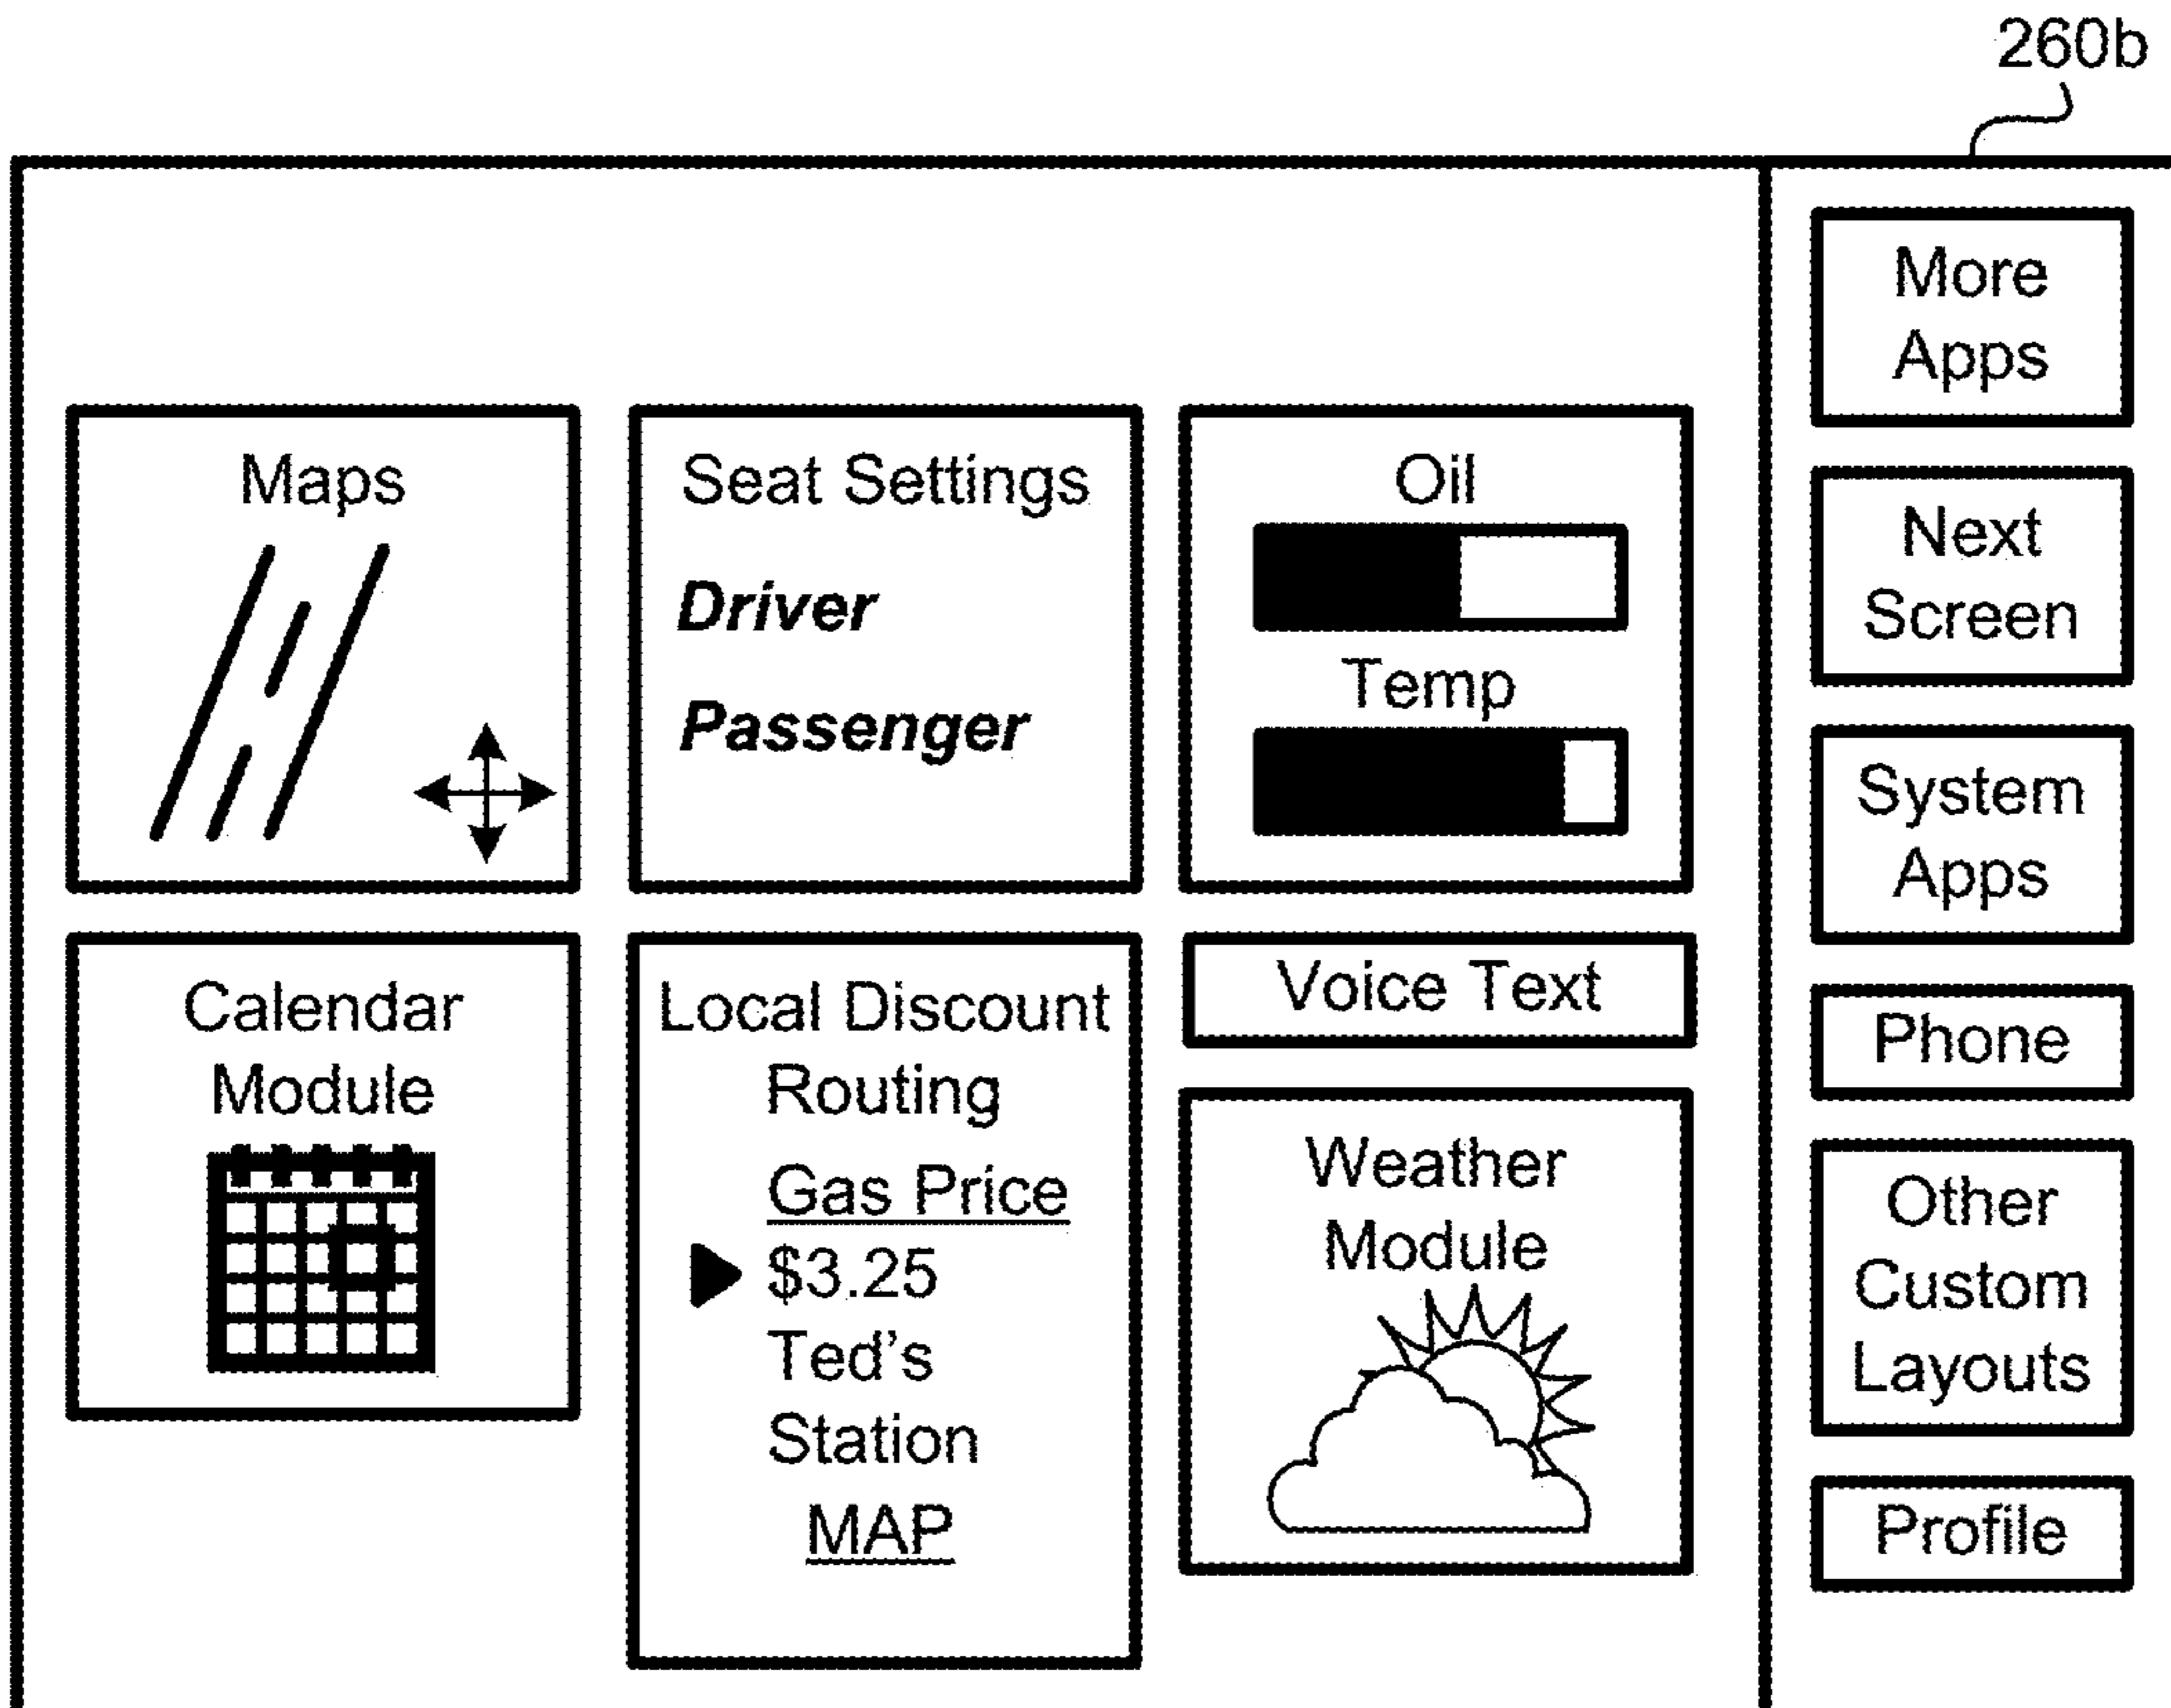 260b
Maps
Seat Settings
Driver
Passenger
Oil
Temp
Calendar
Module
Local Discount
Routing
Gas Price
$3.25
Ted's
Station
MAP
Voice Text
Weather
Module
More
Apps
Next
Screen
System
Apps
Phone
Other
Custom
Layouts
Profile